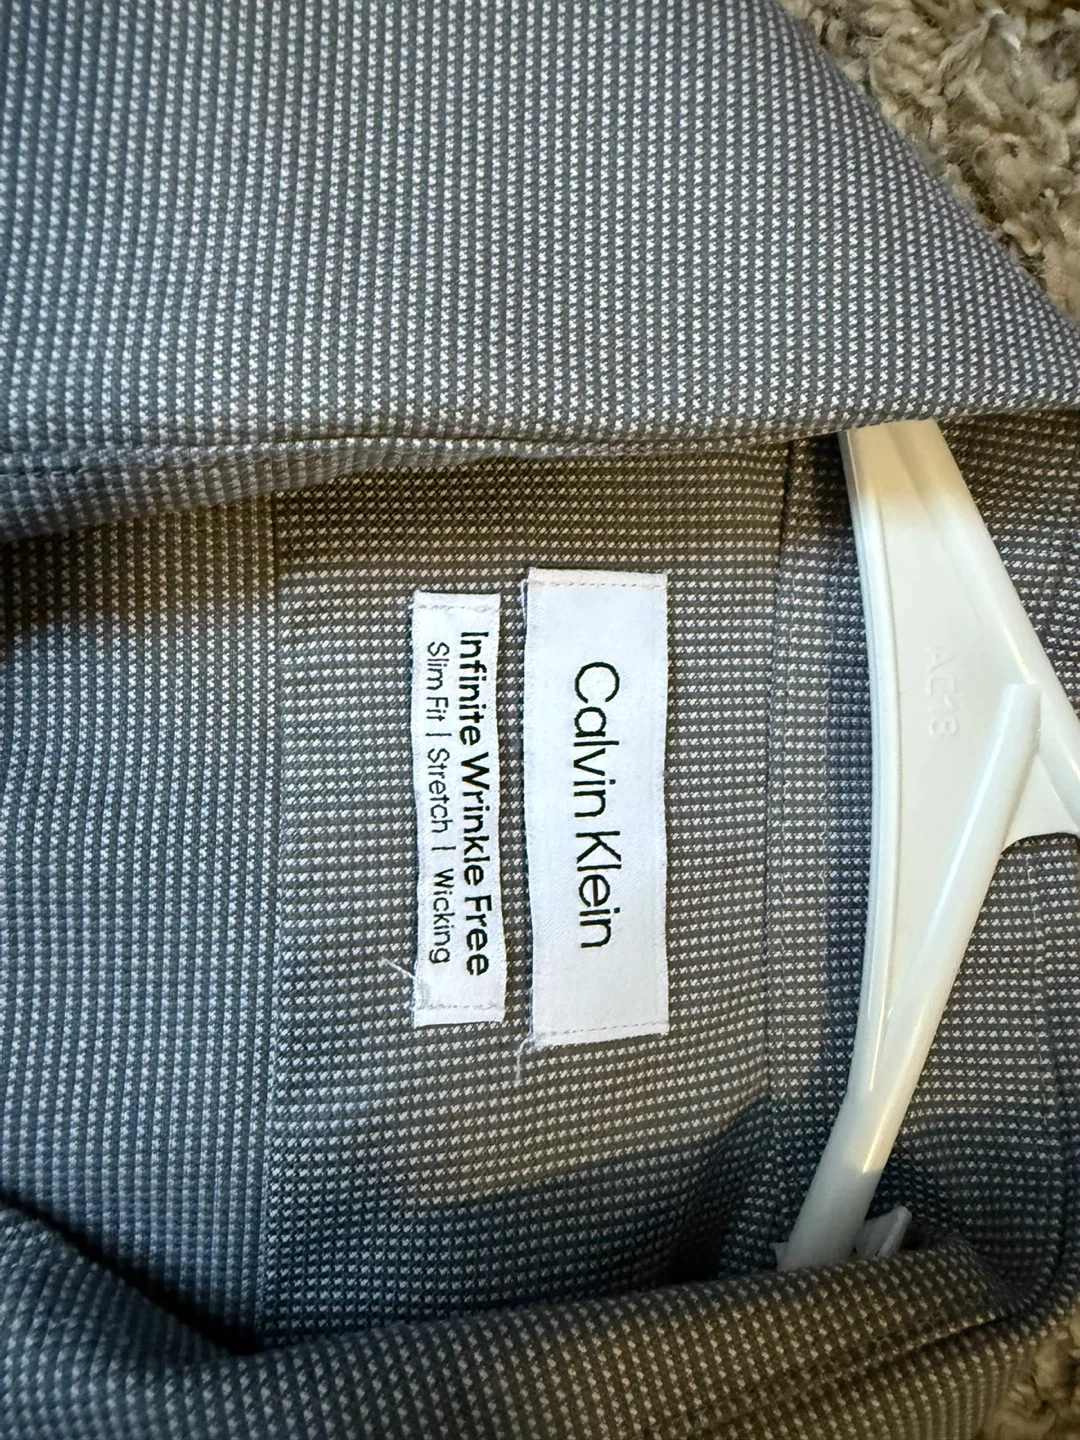 Calvin Klein
Infinite Wrinkle Free
Slim Fit | Stretch | Wicking
AC18